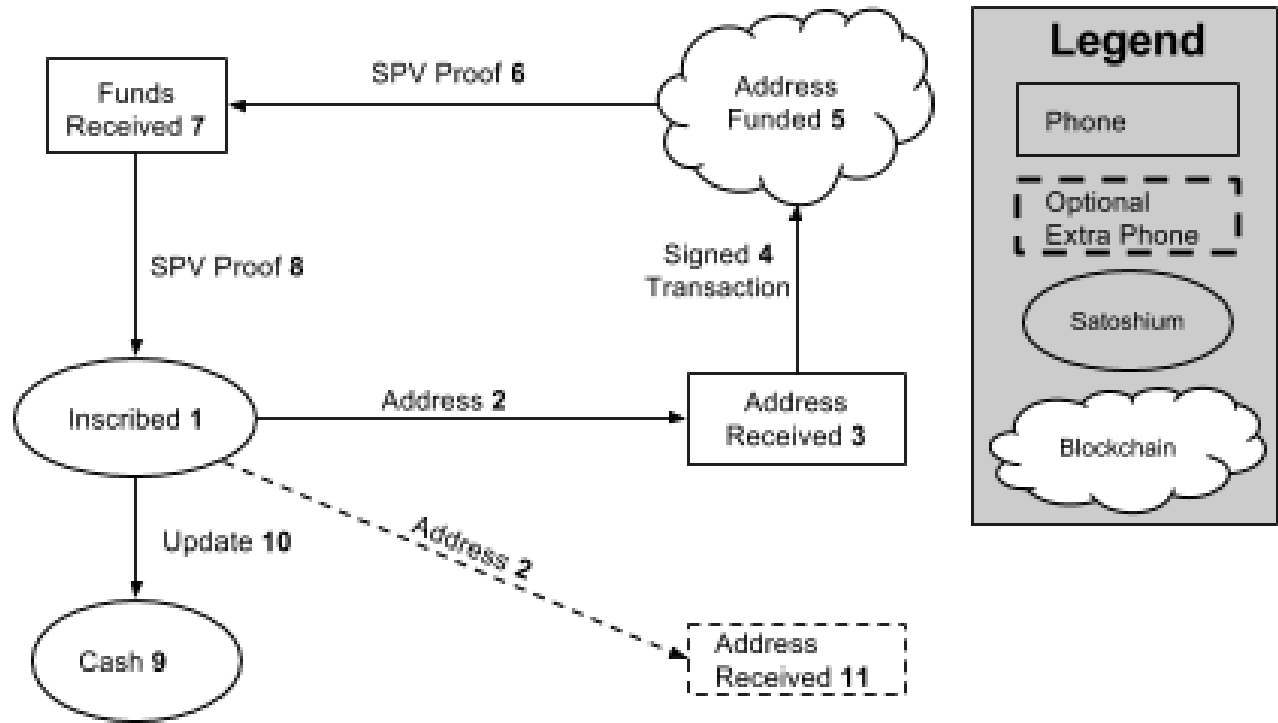 SPV Proof 6
Funds
Received 7
Address
Funded 5
SPV Proof 8
Signed 4
Transaction
Inscribed 1
Address 2
Address
Received 3
Update 10
Address 2
Cash 9
Address
Received 11
Legend
Phone
Optional
Extra Phone
Satoshium
Blockchain